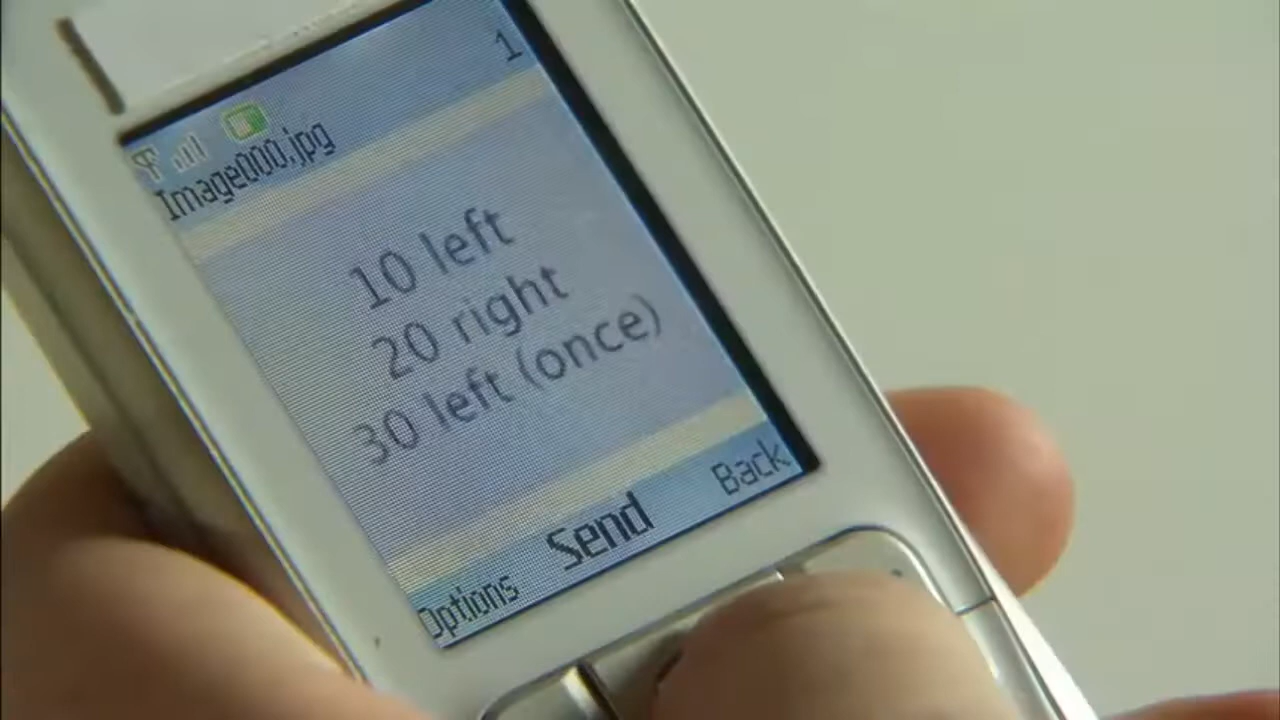 1
Image000.jpg
10 left
20 right
30 left (once)
Options Send Back